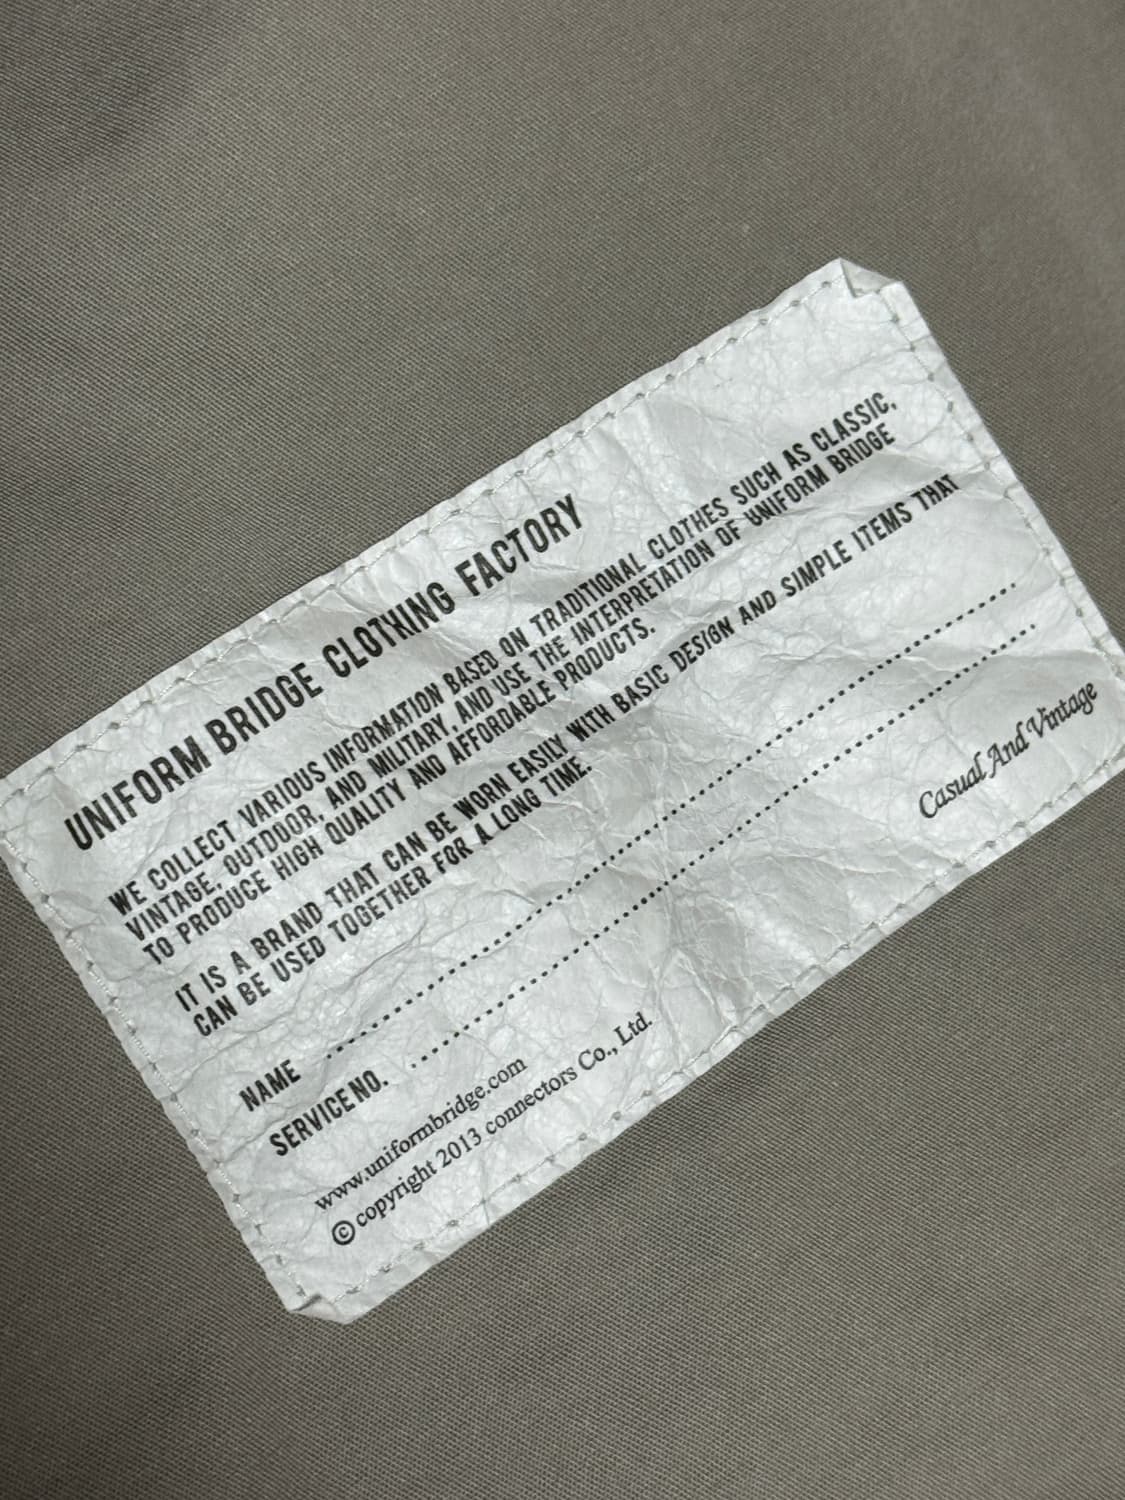 UNIFORM BRIDGE CLOTHING FACTORY
WE COLLECT VARIOUS INFORMATION BASED ON TRADITIONAL CLOTHES SUCH AS CLASSIC,
VINTAGE, OUTDOOR, AND MILITARY, AND USE THE INTERPRETATION OF UNIFORM BRIDGE
TO PRODUCE HIGH QUALITY AND AFFORDABLE PRODUCTS.
IT IS A BRAND THAT CAN BE WORN EASILY WITH BASIC DESIGN AND SIMPLE ITEMS THAT
CAN BE USED TOGETHER FOR A LONG TIME.
NAME
SERVICE NO.
www.uniformbridge.com
© copyright 2013 connectors Co., Ltd.
Casual And Vintage